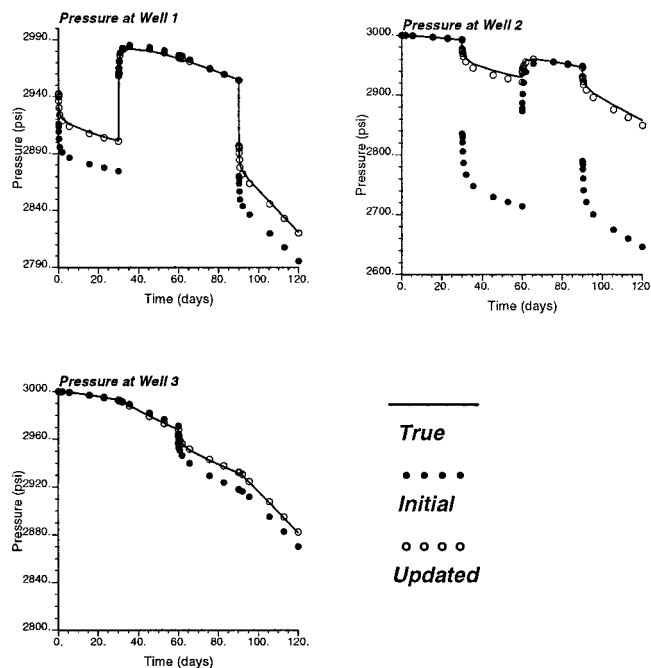 Pressure at Well 1
Pressure (psi)
2990.
2940.
2890.
2840.
2790.
0. 20. 40. 60. 80. 100. 120.
Time (days)
Pressure at Well 2
Pressure (psi)
3000.
2900.
2800.
2700.
2600.
0. 20. 40. 60. 80. 100. 120.
Time (days)
Pressure at Well 3
Pressure (psi)
3000.
2960.
2920.
2880.
2840.
2800.
0. 20. 40. 60. 80. 100. 120.
Time (days)
True
Initial
Updated